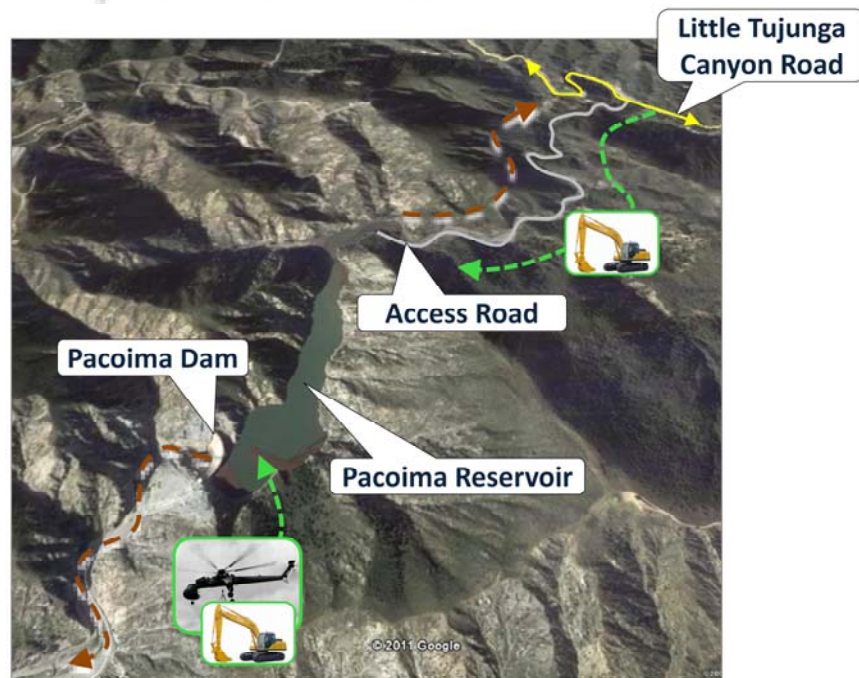 Little Tujunga
Canyon Road
Access Road
Pacoima Dam
Pacoima Reservoir
© 2011 Google